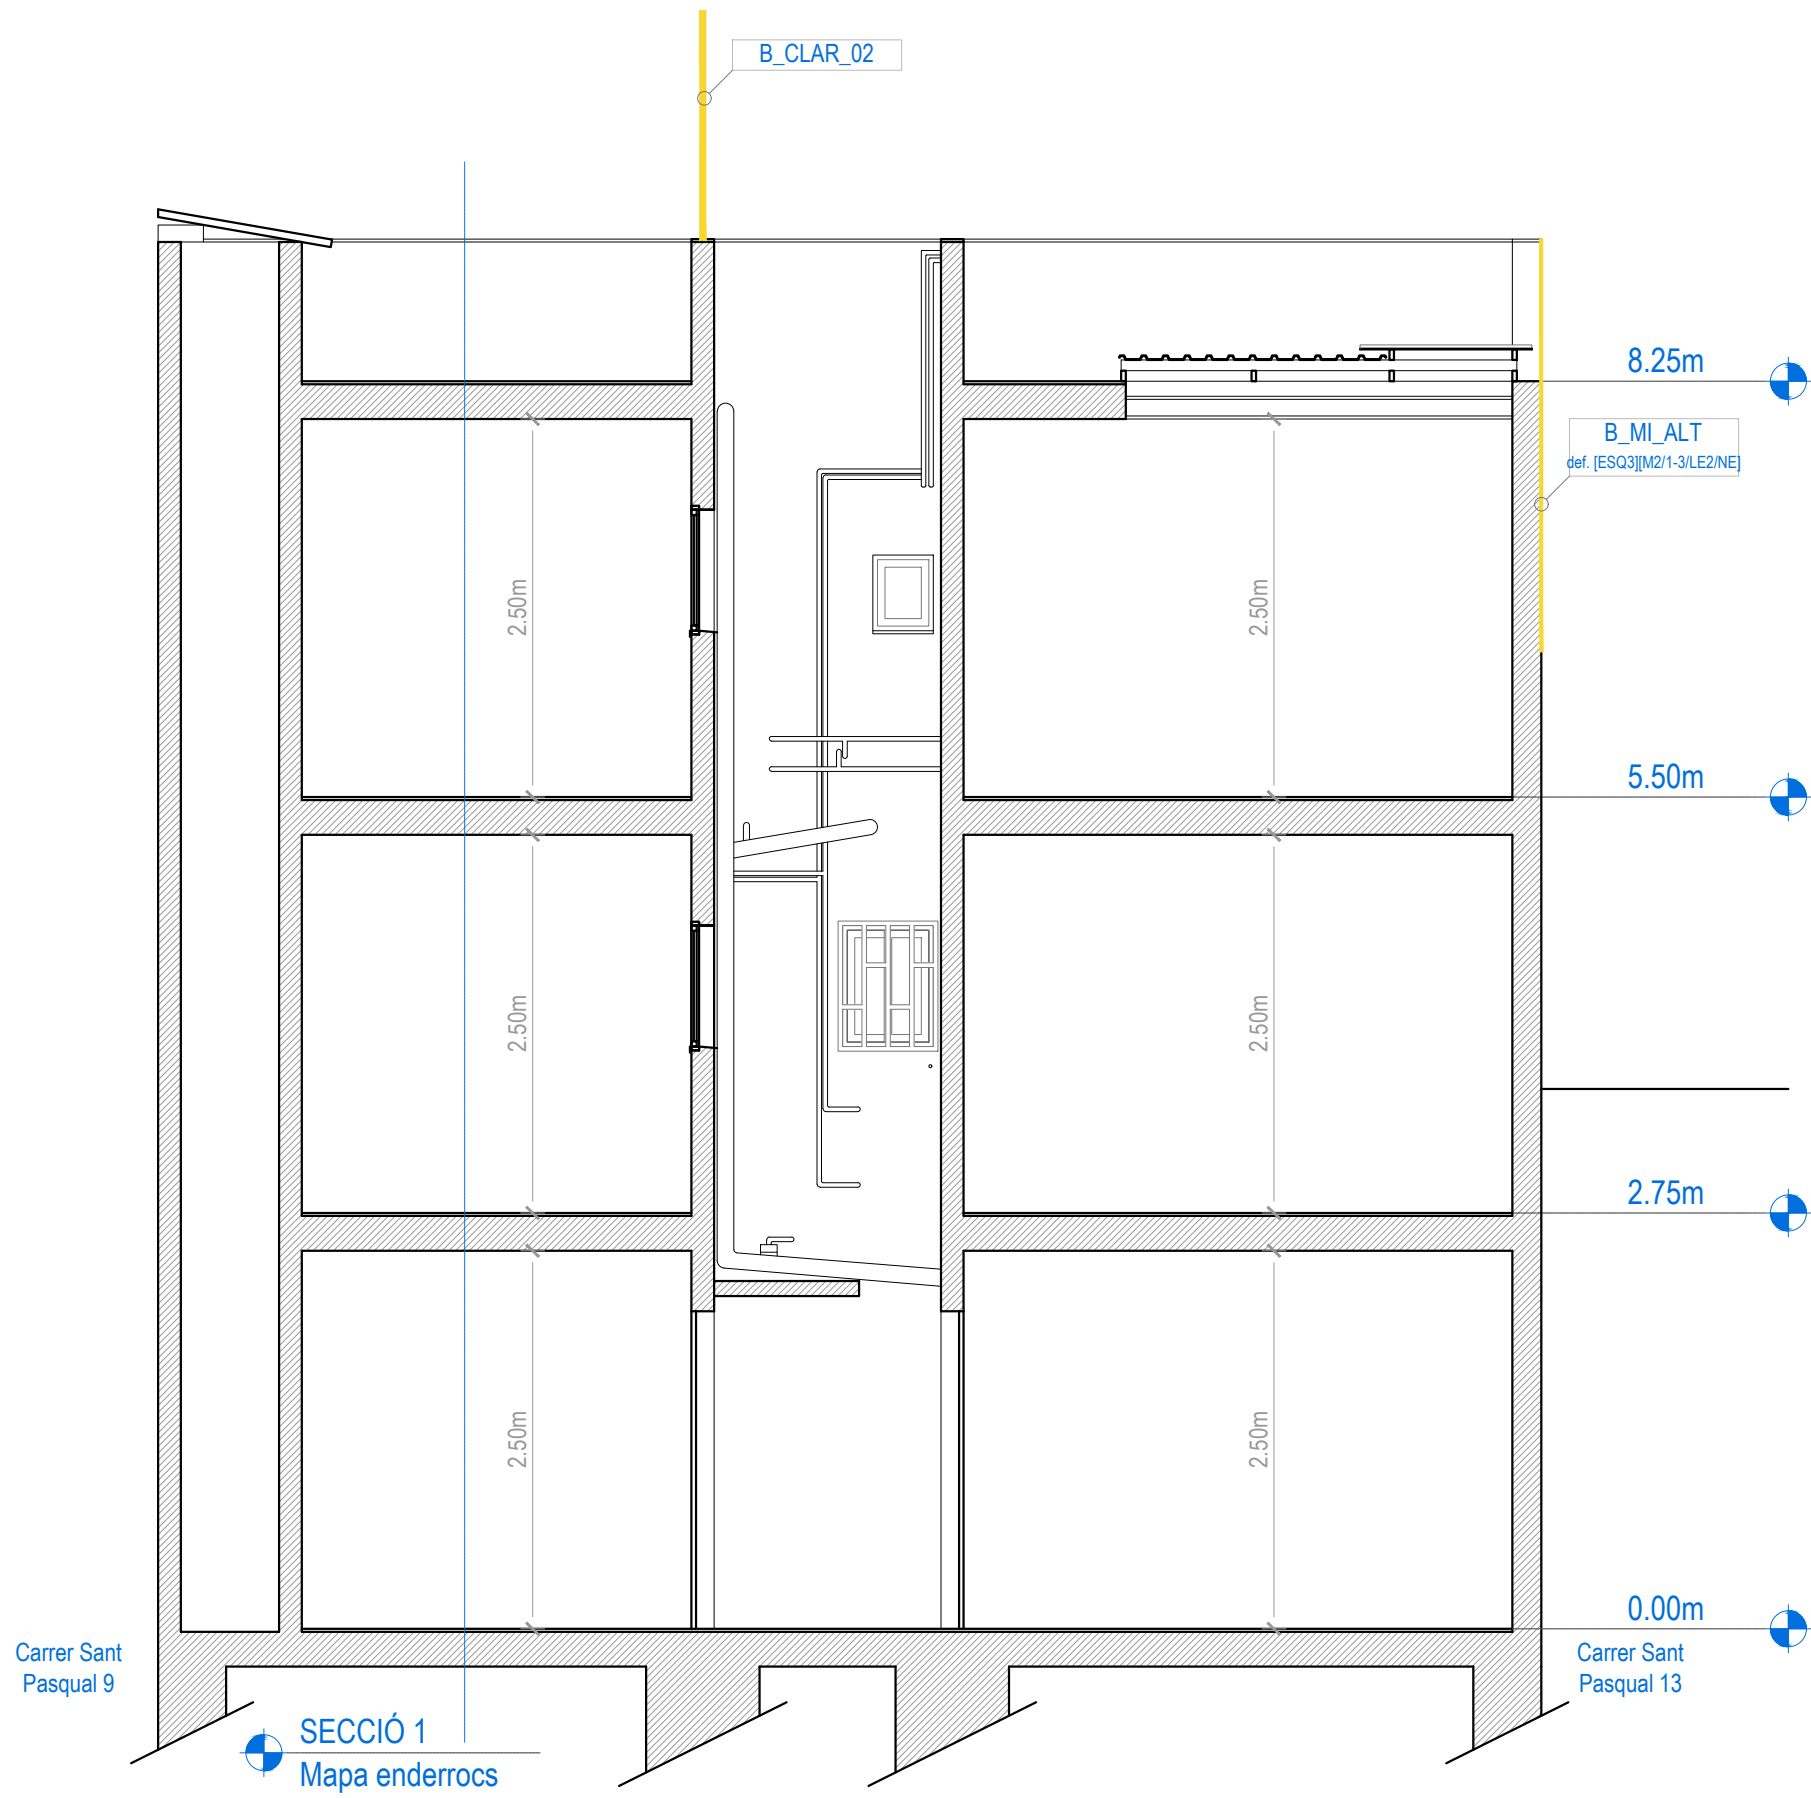 B_CLAR_02
8.25m
B_MI_ALT
def. [ESQ3][M2/1-3/LE2/NE]
2.50m
2.50m
5.50m
2.50m
2.50m
2.75m
2.50m
2.50m
0.00m
Carrer Sant
Pasqual 9
Carrer Sant
Pasqual 13
SECCIÓ 1
Mapa enderrocs